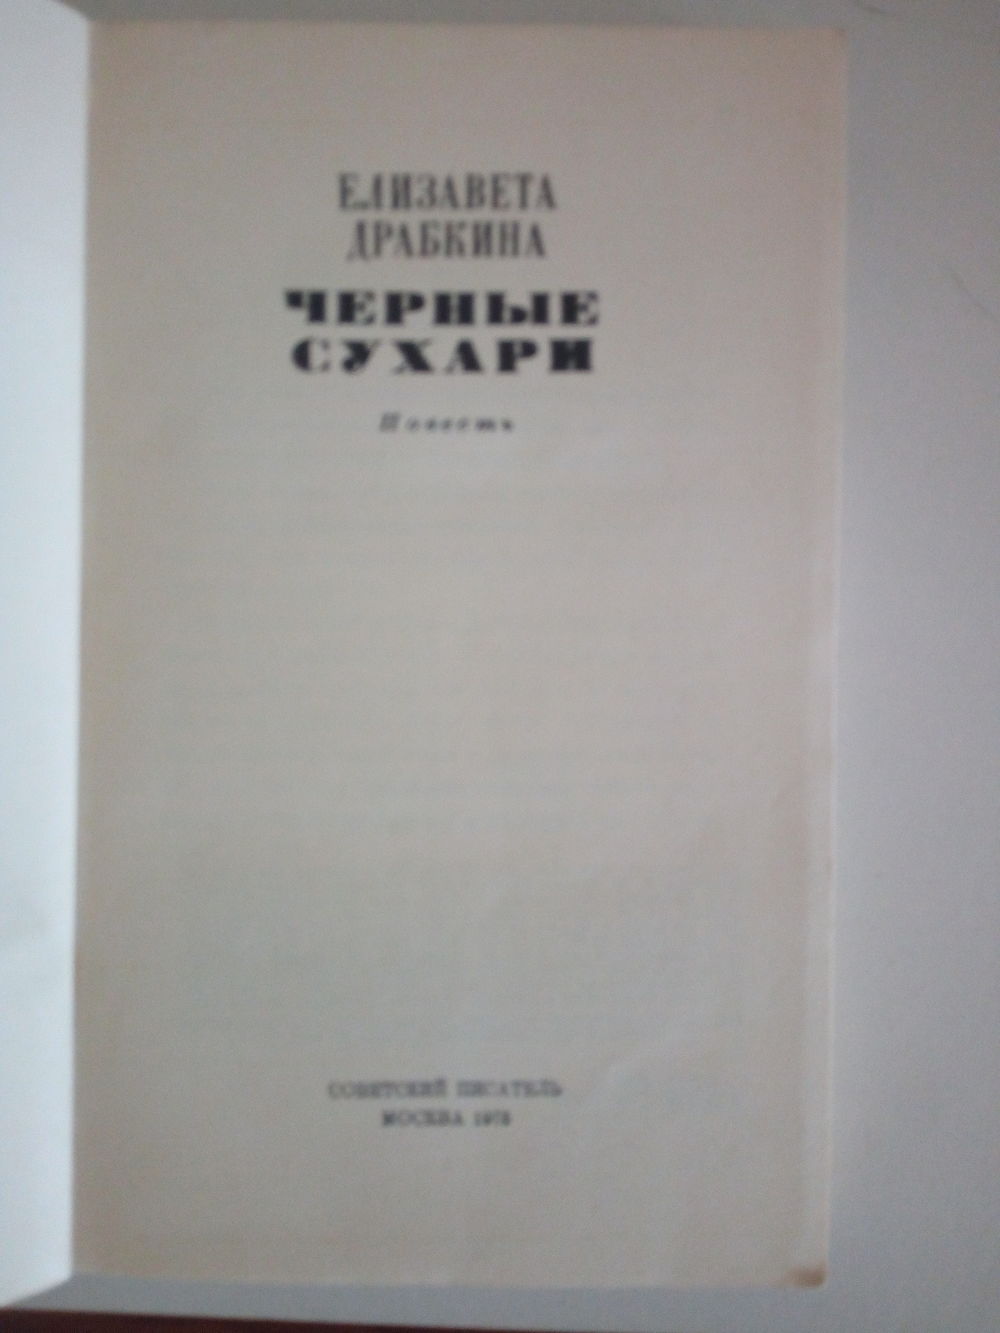 ЕЛИЗАВЕТА
ДРАБКИНА
ЧЕРНЫЕ
СУХАРИ
Повесть
СОВЕТСКИЙ ПИСАТЕЛЬ
МОСКВА